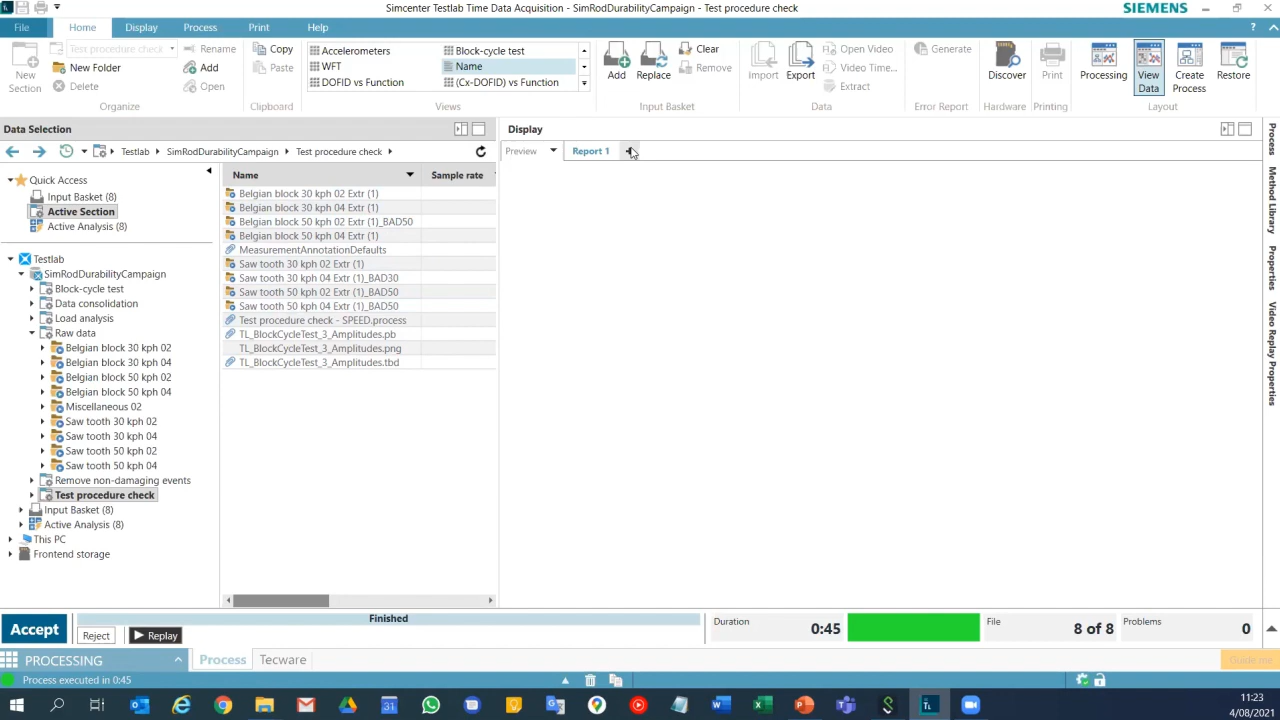 Simcenter Testlab Time Data Acquisition - SimRodDurabilityCampaign - Test procedure check
SIEMENS
File Home Display Process Print Help
New Section
Test procedure check
Rename
New Folder
Add
Delete
Open
Organize
Copy
Paste
Clipboard
Accelerometers
Block-cycle test
WFT
Name
DOFID vs Function
(Cx-DOFID) vs Function
Views
Add
Replace
Clear
Remove
Input Basket
Import
Export
Open Video
Video Time...
Extract
Data
Generate
Error Report
Discover
Hardware
Print
Printing
Processing
View Data
Create Process
Restore
Layout
Data Selection
Testlab SimRodDurabilityCampaign Test procedure check
Quick Access
Input Basket (8)
Active Section
Active Analysis (8)
Testlab
SimRodDurabilityCampaign
Block-cycle test
Data consolidation
Load analysis
Raw data
Belgian block 30 kph 02
Belgian block 30 kph 04
Belgian block 50 kph 02
Belgian block 50 kph 04
Miscellaneous 02
Saw tooth 30 kph 02
Saw tooth 30 kph 04
Saw tooth 50 kph 02
Saw tooth 50 kph 04
Remove non-damaging events
Test procedure check
Input Basket (8)
Active Analysis (8)
This PC
Frontend storage
Name Sample rate
Belgian block 30 kph 02 Extr (1)
Belgian block 30 kph 04 Extr (1)
Belgian block 50 kph 02 Extr (1)_BAD50
Belgian block 50 kph 04 Extr (1)
MeasurementAnnotationDefaults
Saw tooth 30 kph 02 Extr (1)
Saw tooth 30 kph 04 Extr (1)_BAD30
Saw tooth 50 kph 02 Extr (1)_BAD50
Saw tooth 50 kph 04 Extr (1)_BAD50
Test procedure check - SPEED.process
TL_BlockCycleTest_3_Amplitudes.pb
TL_BlockCycleTest_3_Amplitudes.png
TL_BlockCycleTest_3_Amplitudes.tbd
Display
Preview Report 1 +
Process
Method Library
Properties
Video Replay Properties
Accept
Finished
Reject Replay
Duration 0:45
File 8 of 8
Problems 0
PROCESSING Process Tecware
Guide me
Process executed in 0:45
11:23
4/08/2021